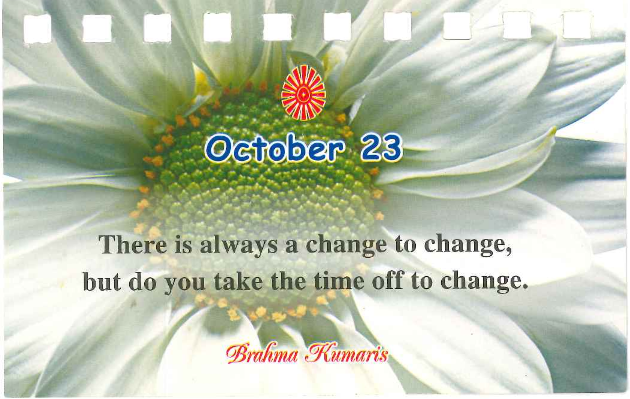 October 23
There is always a change to change,
but do you take the time off to change.
Brahma Kumaris